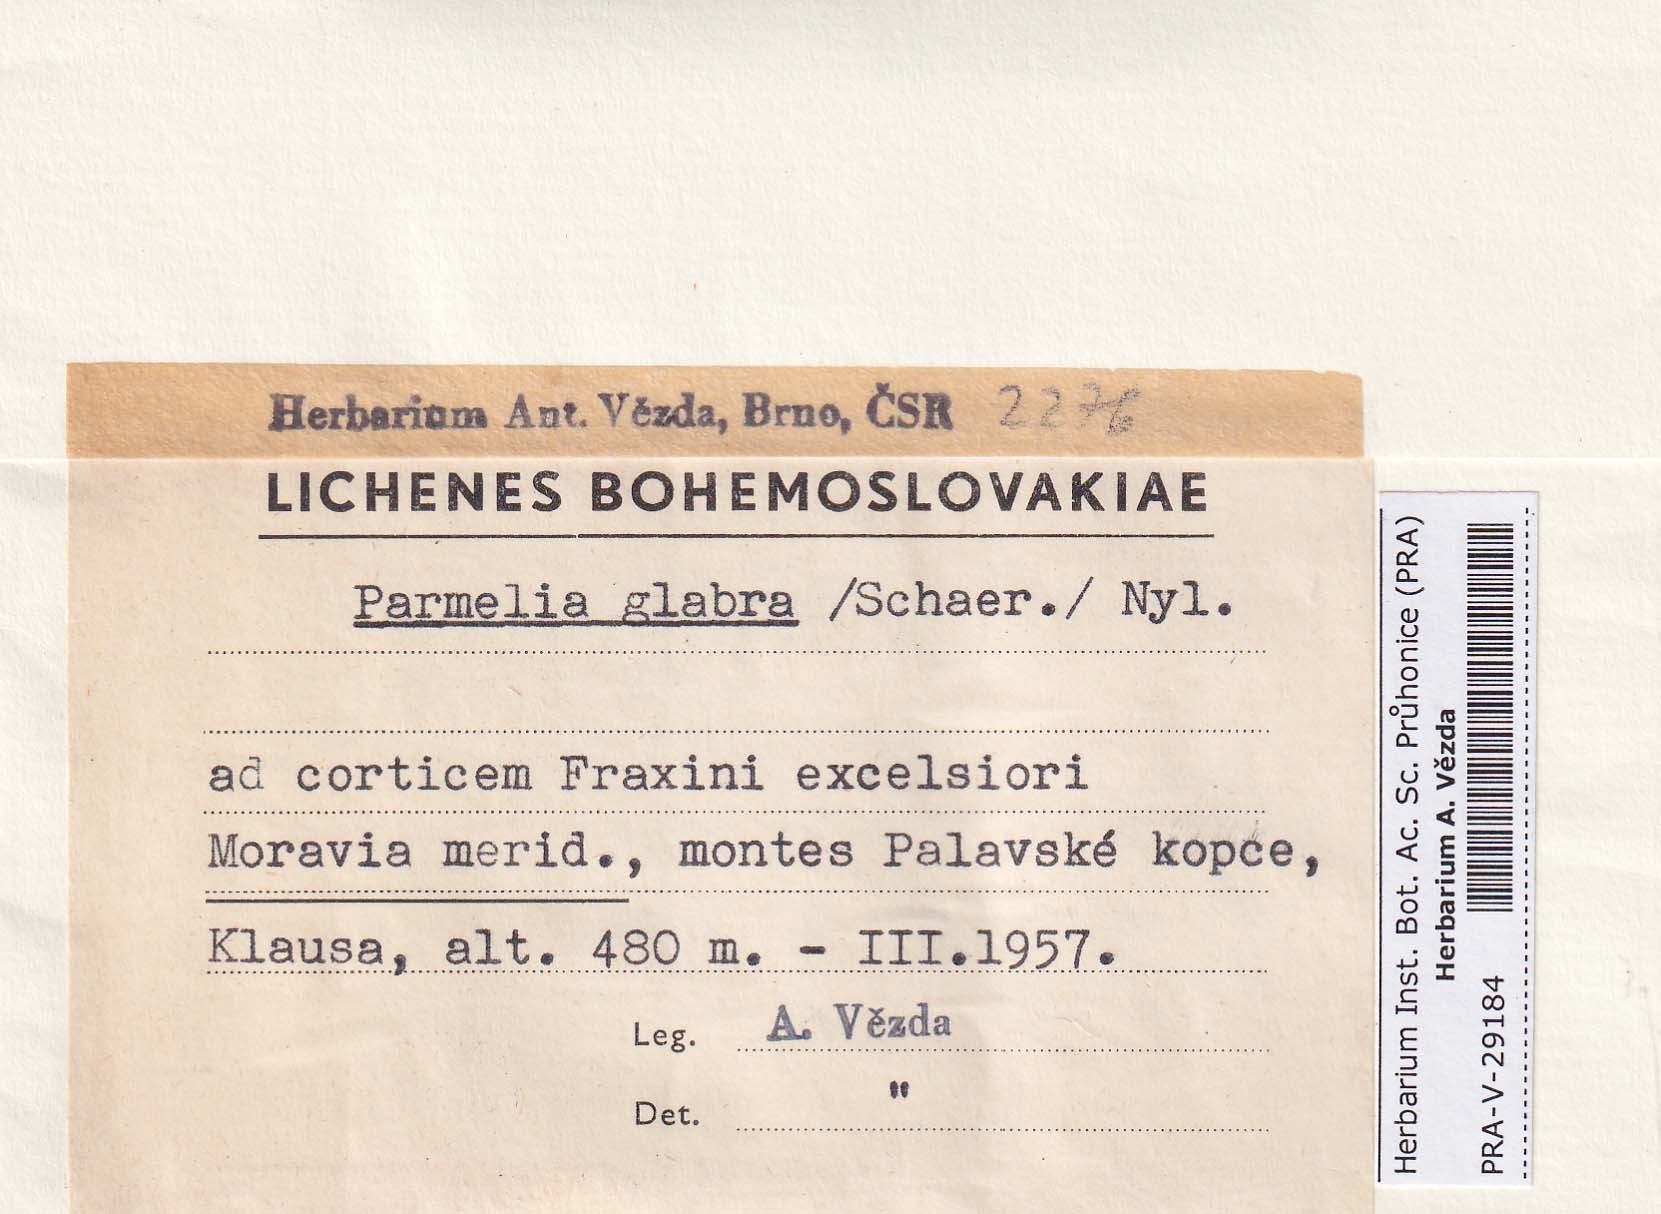 Herbarium Ant. Vězda, Brno, ČSR 2276
LICHENES BOHEMOSLOVAKIAE
Parmelia glabra /Schaer./ Nyl.
ad corticem Fraxini excelsiori
Moravia merid., montes Palavské kopce,
Klausa, alt. 480 m. - III.1957.
Leg. A. Vězda
Det. "
Herbarium Inst. Bot. Ac. Sc. Průhonice (PRA)
Herbarium A. Vězda
PRA-V-29184